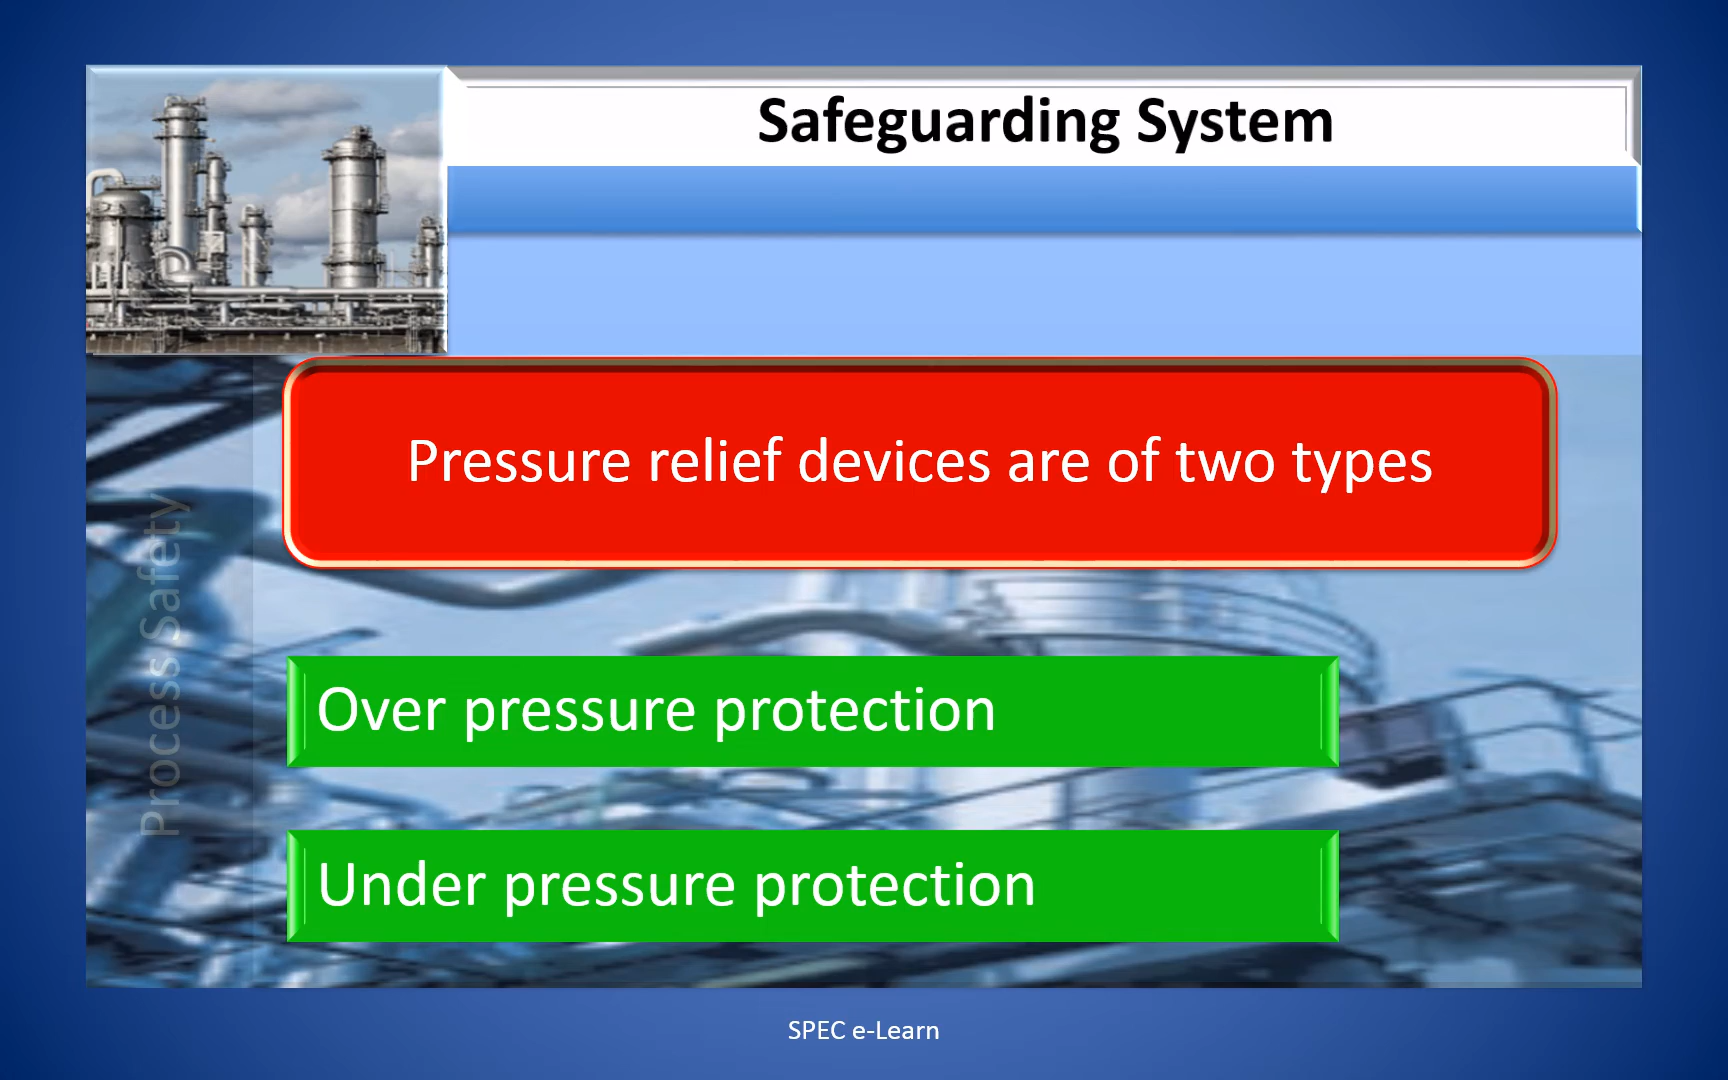 Safeguarding System
Pressure relief devices are of two types
Process Safety
Over pressure protection
Under pressure protection
SPEC e-Learn